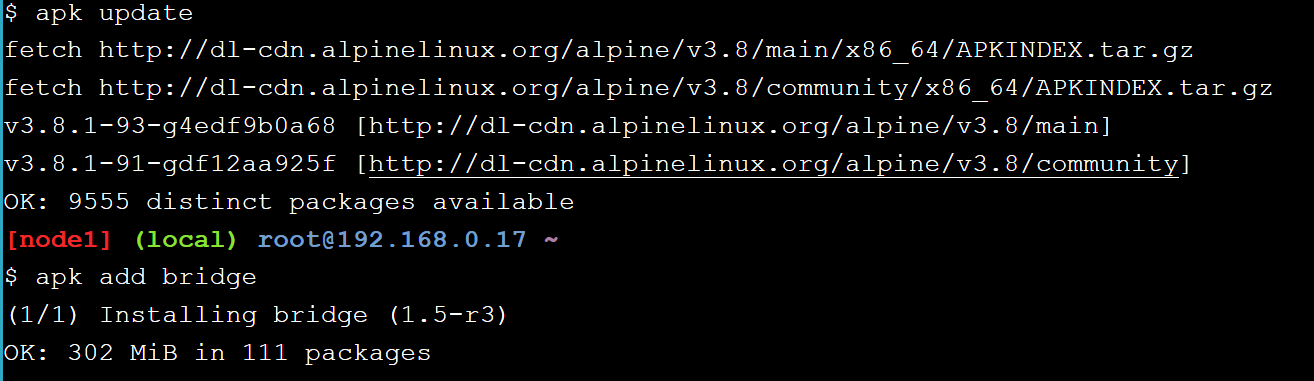 $ apk update
fetch http://dl-cdn.alpinelinux.org/alpine/v3.8/main/x86_64/APKINDEX.tar.gz
fetch http://dl-cdn.alpinelinux.org/alpine/v3.8/community/x86_64/APKINDEX.tar.gz
v3.8.1-93-g4edf9b0a68 [http://dl-cdn.alpinelinux.org/alpine/v3.8/main]
v3.8.1-91-gdf12aa925f [http://dl-cdn.alpinelinux.org/alpine/v3.8/community]
OK: 9555 distinct packages available
[node1] (local) root@192.168.0.17 ~
$ apk add bridge
(1/1) Installing bridge (1.5-r3)
OK: 302 MiB in 111 packages